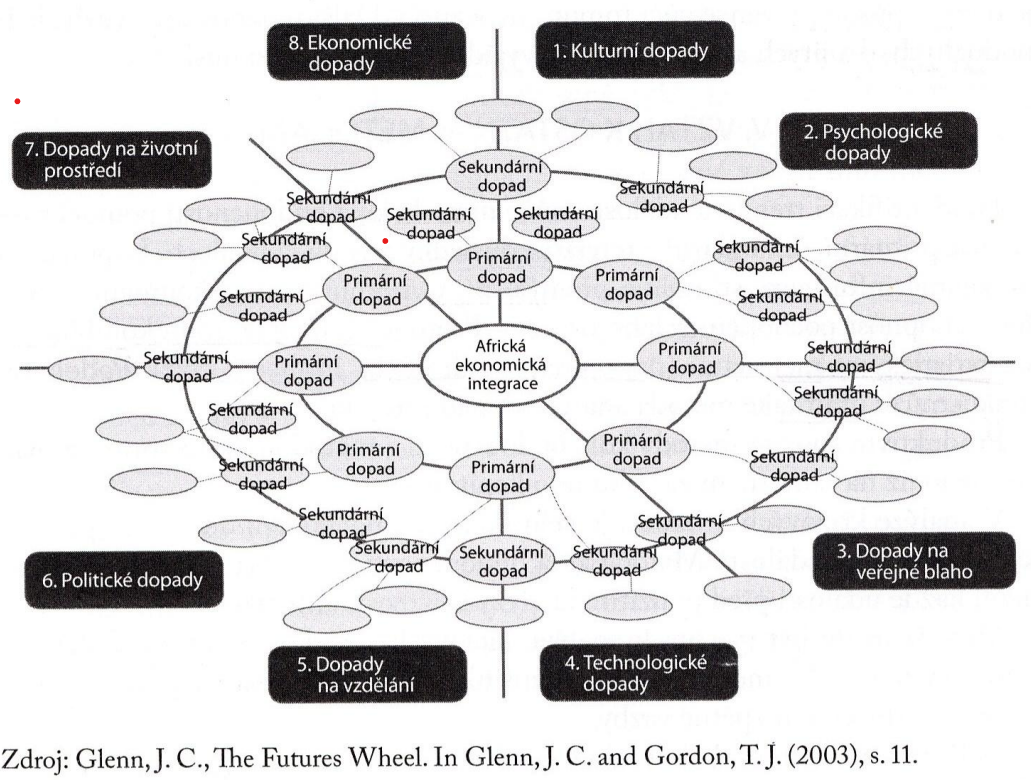 8. Ekonomické
dopady
1. Kulturní dopady
2. Psychologické
dopady
7. Dopady na životní
prostředí
Sekundární
dopad
Sekundární
dopad
Sekundární
dopad
Sekundární
dopad
Sekundární
dopad
Sekundární
dopad
Sekundární
dopad
Primární
dopad
Primární
dopad
Primární
dopad
Sekundární
dopad
Sekundární
dopad
Africká
ekonomická
integrace
Primární
dopad
Primární
dopad
Sekundární
dopad
Sekundární
dopad
Sekundární
dopad
Sekundární
dopad
Primární
dopad
Primární
dopad
Primární
dopad
Sekundární
dopad
Sekundární
dopad
Sekundární
dopad
Sekundární
dopad
Sekundární
dopad
Sekundární
dopad
Sekundární
dopad
3. Dopady na
veřejné blaho
6. Politické dopady
5. Dopady
na vzdělání
4. Technologické
dopady
Zdroj: Glenn, J. C., The Futures Wheel. In Glenn, J. C. and Gordon, T. J. (2003), s. 11.